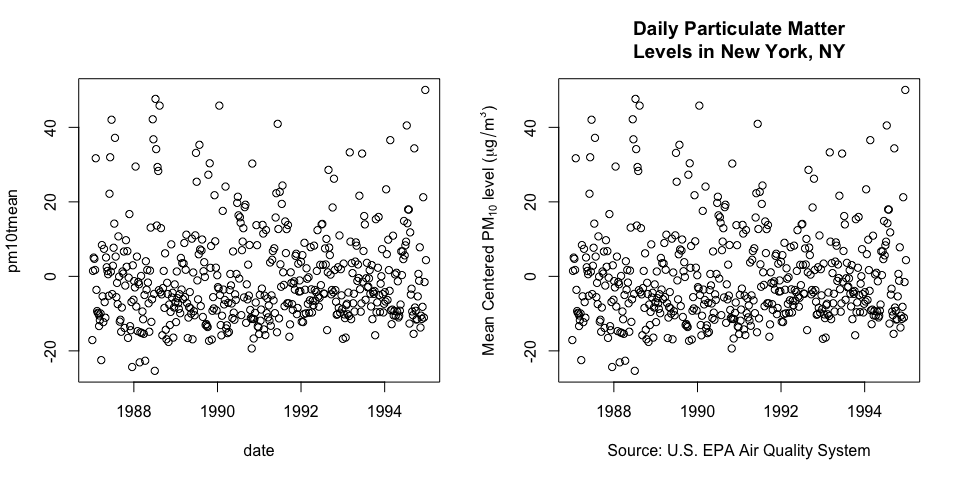 pm10tmean
40
20
0
-20
1988 1990 1992 1994
date
Daily Particulate Matter
Levels in New York, NY
Mean Centered PM₁₀ level (μg/m³)
40
20
0
-20
1988 1990 1992 1994
Source: U.S. EPA Air Quality System